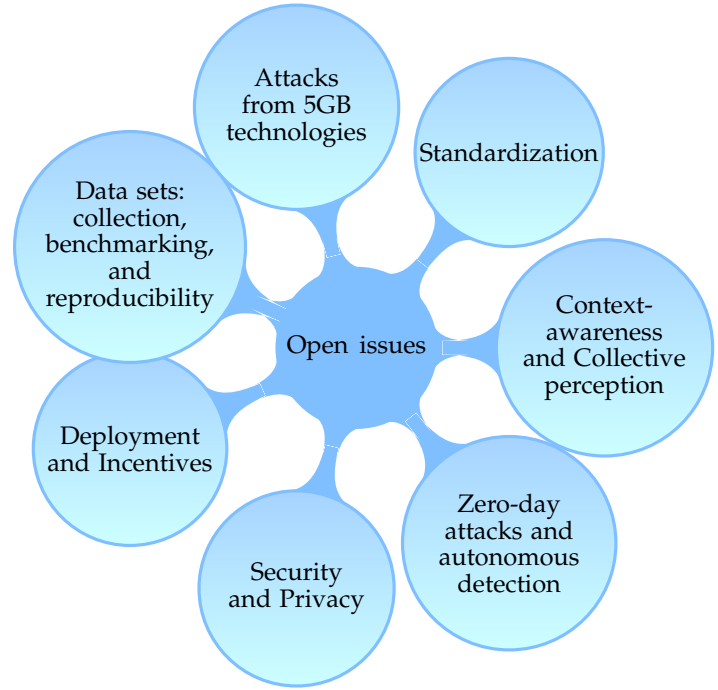 Attacks
from 5GB
technologies
Standardization
Data sets:
collection,
benchmarking,
and
reproducibility
Context-
awareness
and Collective
perception
Open issues
Deployment
and Incentives
Zero-day
attacks and
autonomous
detection
Security
and Privacy